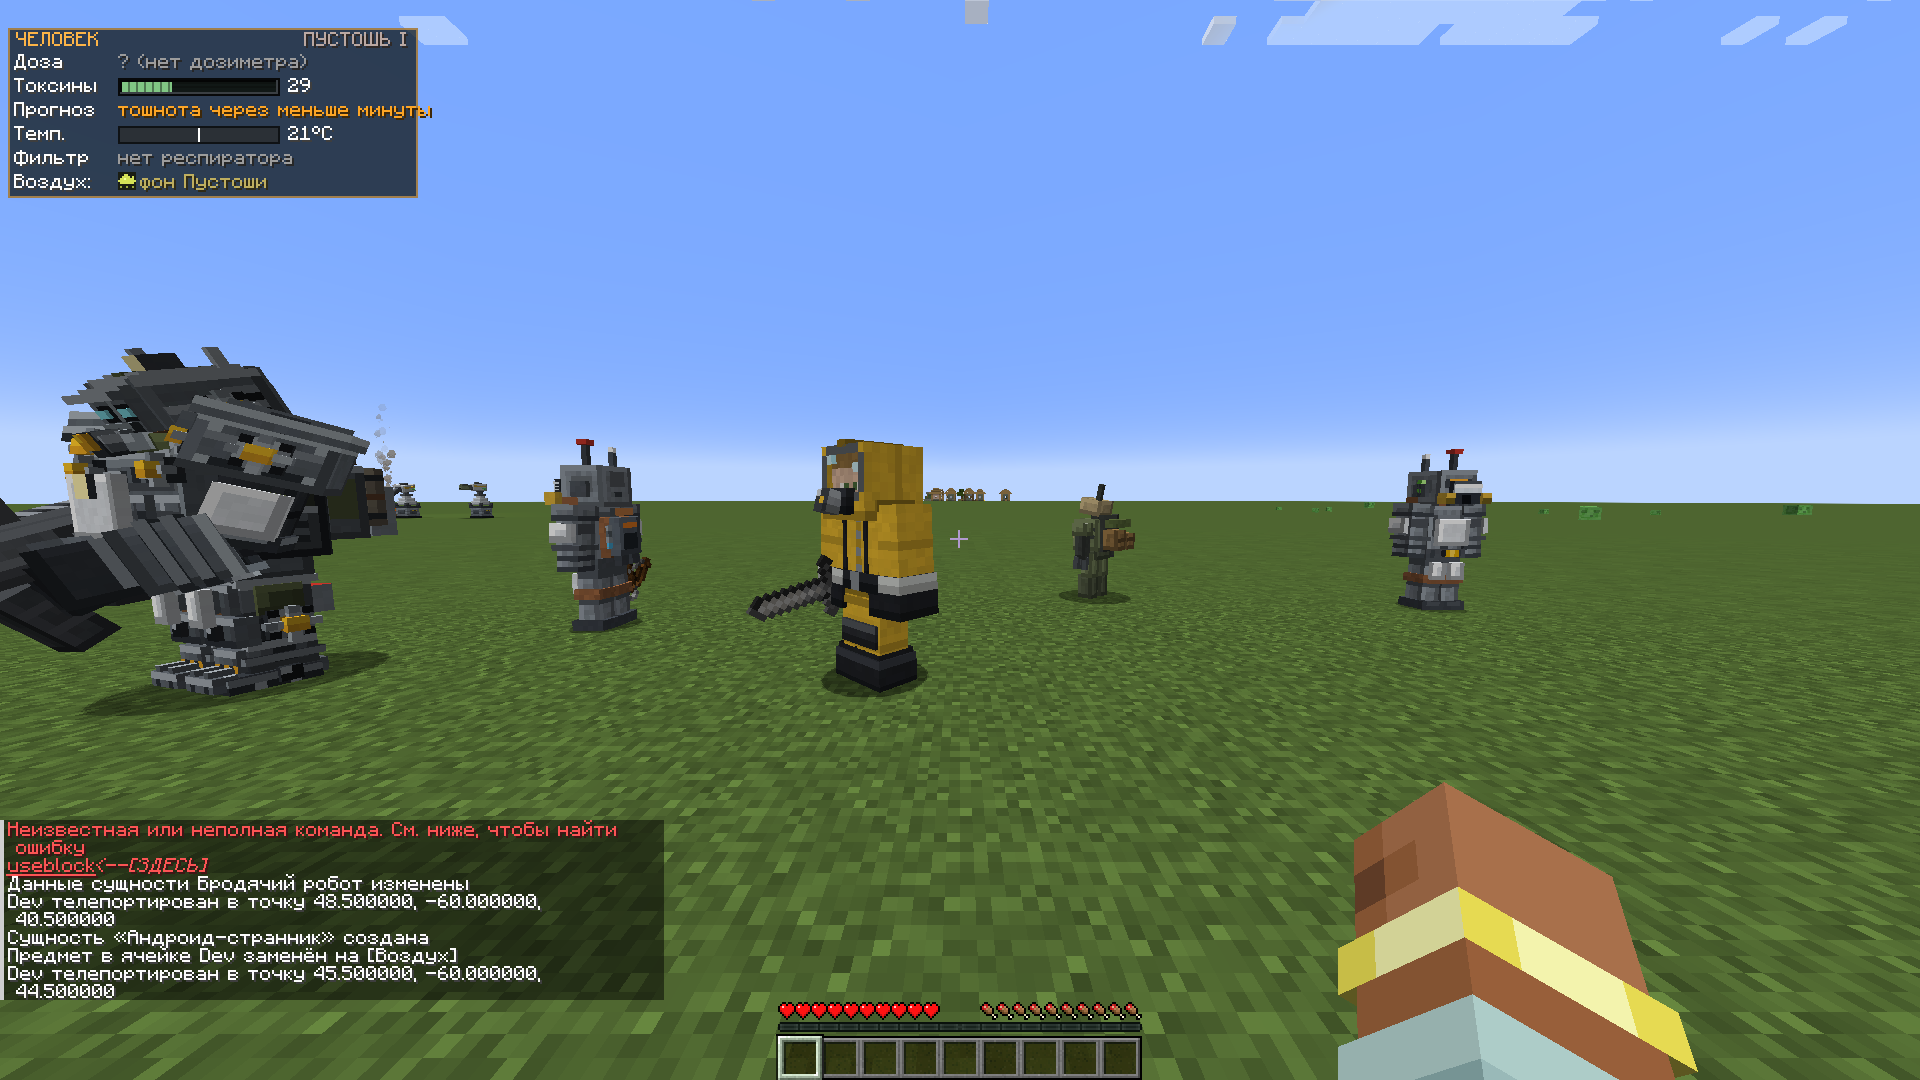 ЧЕЛОВЕК ПУСТОШЬ I
Доза ? (нет дозиметра)
Токсины 29
Прогноз тошнота через меньше минуты
Темп. 21°C
Фильтр нет респиратора
Воздух: фон Пустоши
Неизвестная или неполная команда. См. ниже, чтобы найти
ошибку
useblock<--[ЗДЕСЬ]
Данные сущности Бродячий робот изменены
Dev телепортирован в точку 48.500000, -60.000000,
40.500000
Сущность «Андроид-странник» создана
Предмет в ячейке Dev заменён на [Воздух]
Dev телепортирован в точку 45.500000, -60.000000,
44.500000